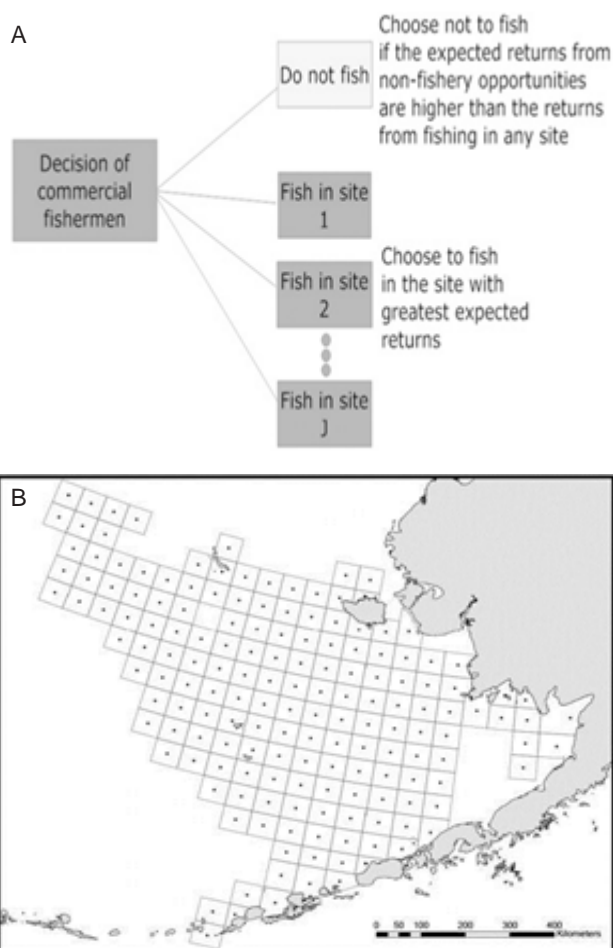 A
Choose not to fish
if the expected returns from
non-fishery opportunities
are higher than the returns
from fishing in any site
Do not fish
Decision of
commercial
fishermen
Fish in site
1
Fish in site
2
Choose to fish
in the site with
greatest expected
returns
Fish in site
J
B
0 50 100 200 300 400
Kilometers